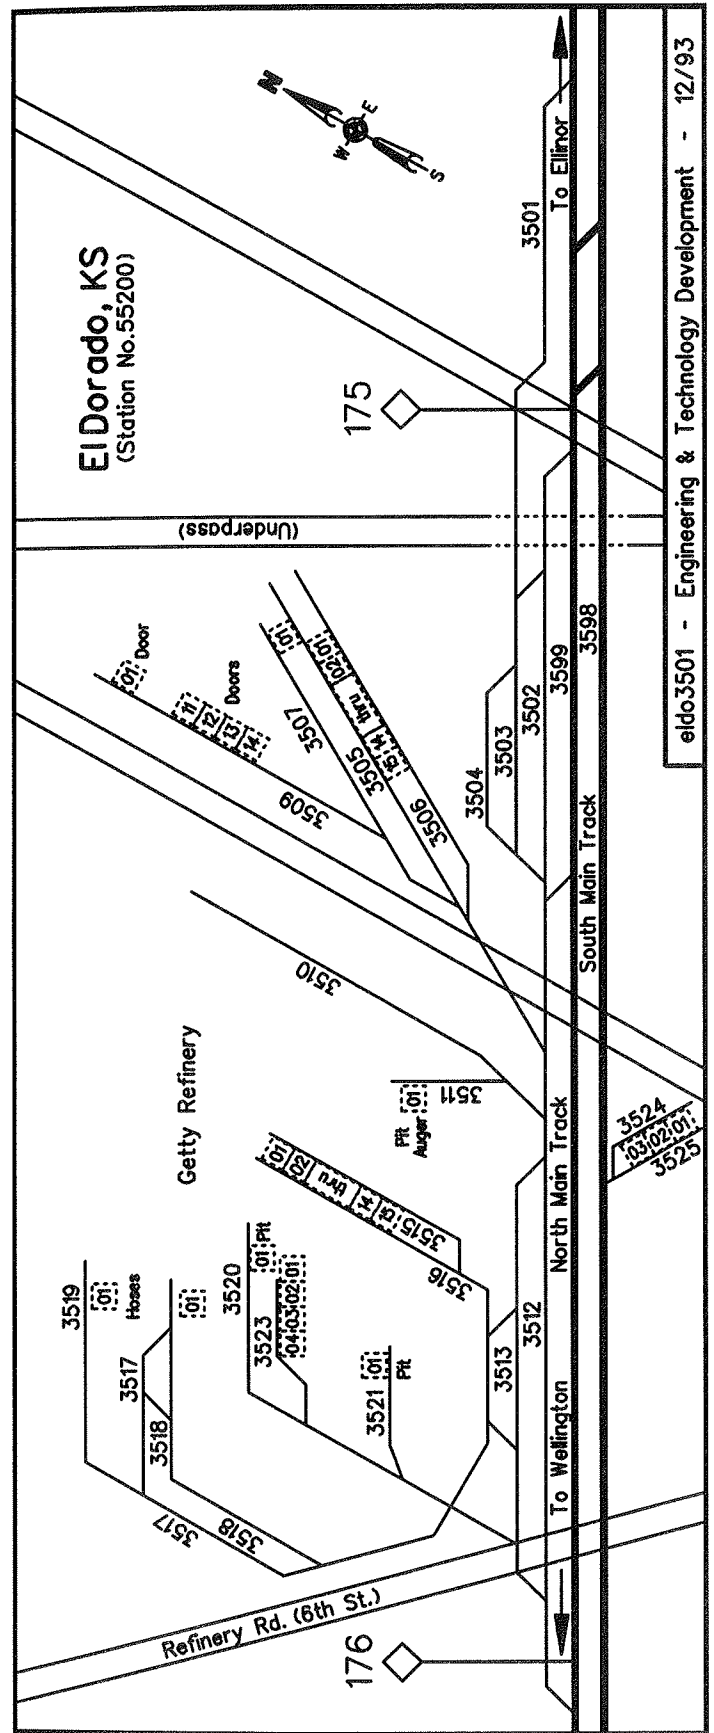 El Dorado, KS
(Station No.55200)
N
E
W
S
175
3501
To Ellinor
(Underpass)
01
Door
11
12
13
14
Doors
3509
01
3507
3505
15
14
thru
02
01
3506
3504
3503
3502
3599
3598
South Main Track
3510
Getty Refinery
Pit
Auger
01
3511
01
02
thru
14
15
3515
3516
3519
01
Hoses
3517
01
3518
3517
3518
3520
01
Pit
3523
04
03
02
01
3521
01
Pit
3513
3512
North Main Track
To Wellington
3524
03
02
01
3525
Refinery Rd. (6th St.)
176
eldo3501 - Engineering & Technology Development - 12/93